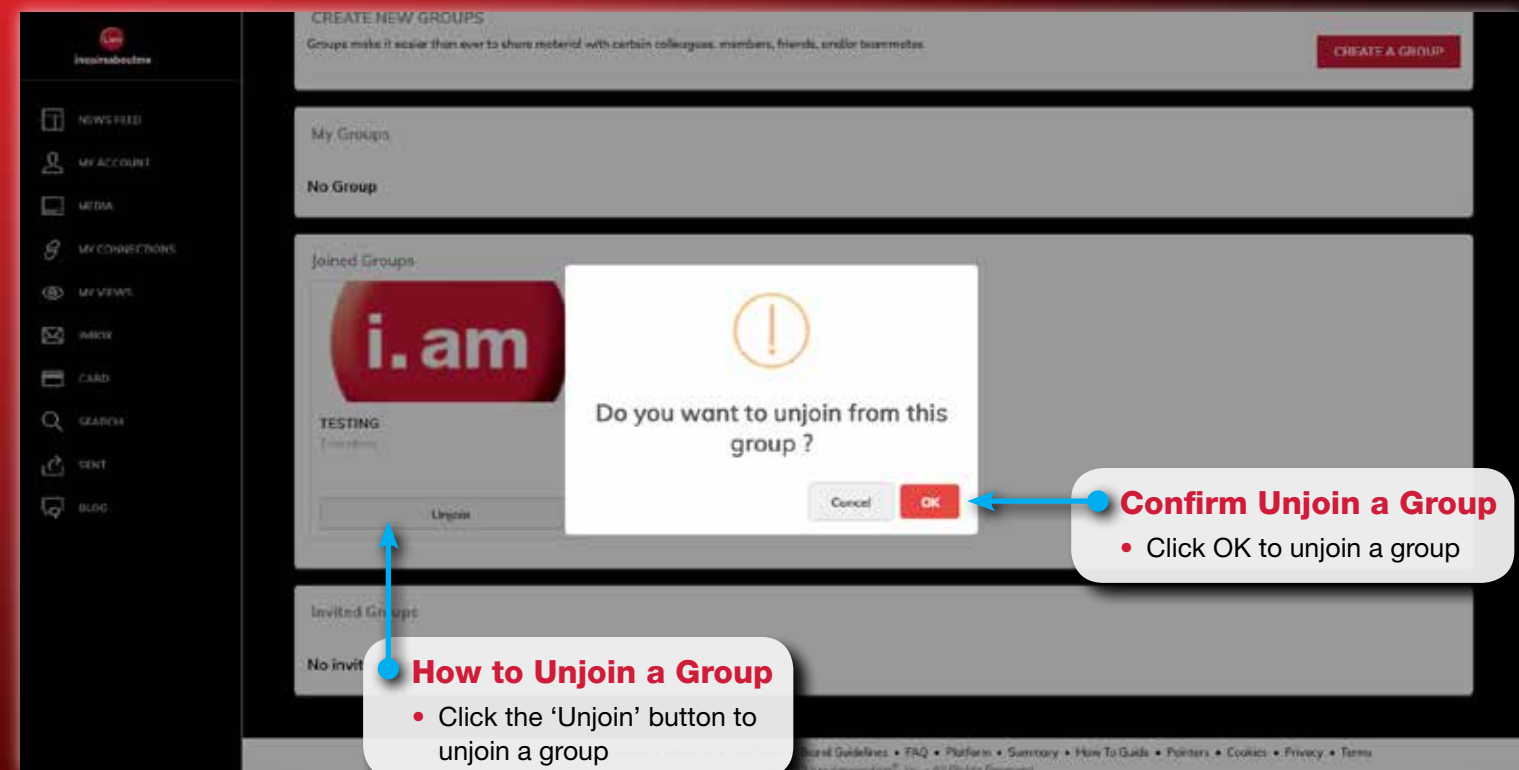 CREATE NEW GROUPS
Groups make it easier than ever to share material with certain colleagues, members, friends, and/or teammates
CREATE A GROUP
i.am
inquireaboutme
NEWS FEED
MY ACCOUNT
MEDIA
MY CONNECTIONS
MY VIEWS
INBOX
CARD
SEARCH
SENT
BLOG
My Groups
No Group
Joined Groups
i.am
TESTING
Unjoin
Do you want to unjoin from this
group ?
Cancel
OK
Confirm Unjoin a Group
• Click OK to unjoin a group
Invited Groups
No invit
How to Unjoin a Group
• Click the ‘Unjoin’ button to
unjoin a group
Brand Guidelines • FAQ • Platform • Summary • How To Guide • Pointers • Cookies • Privacy • Terms